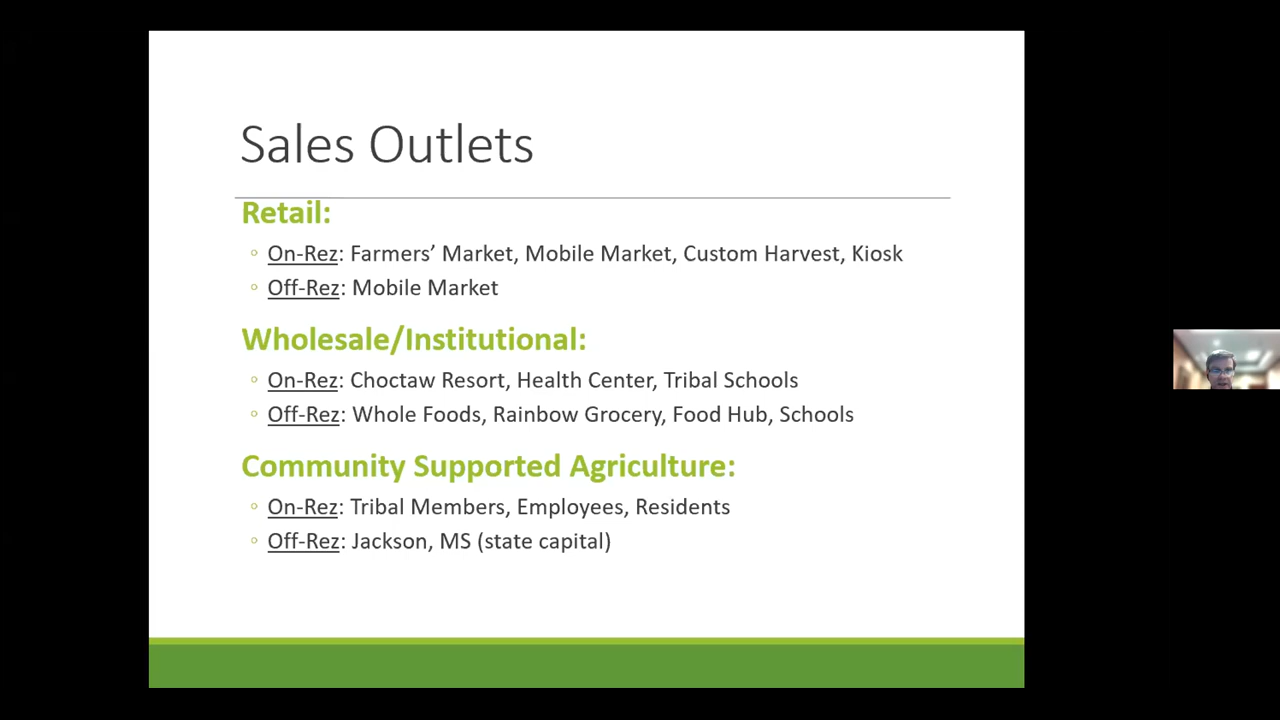 Sales Outlets
Retail:
◦ On-Rez: Farmers’ Market, Mobile Market, Custom Harvest, Kiosk
◦ Off-Rez: Mobile Market
Wholesale/Institutional:
◦ On-Rez: Choctaw Resort, Health Center, Tribal Schools
◦ Off-Rez: Whole Foods, Rainbow Grocery, Food Hub, Schools
Community Supported Agriculture:
◦ On-Rez: Tribal Members, Employees, Residents
◦ Off-Rez: Jackson, MS (state capital)